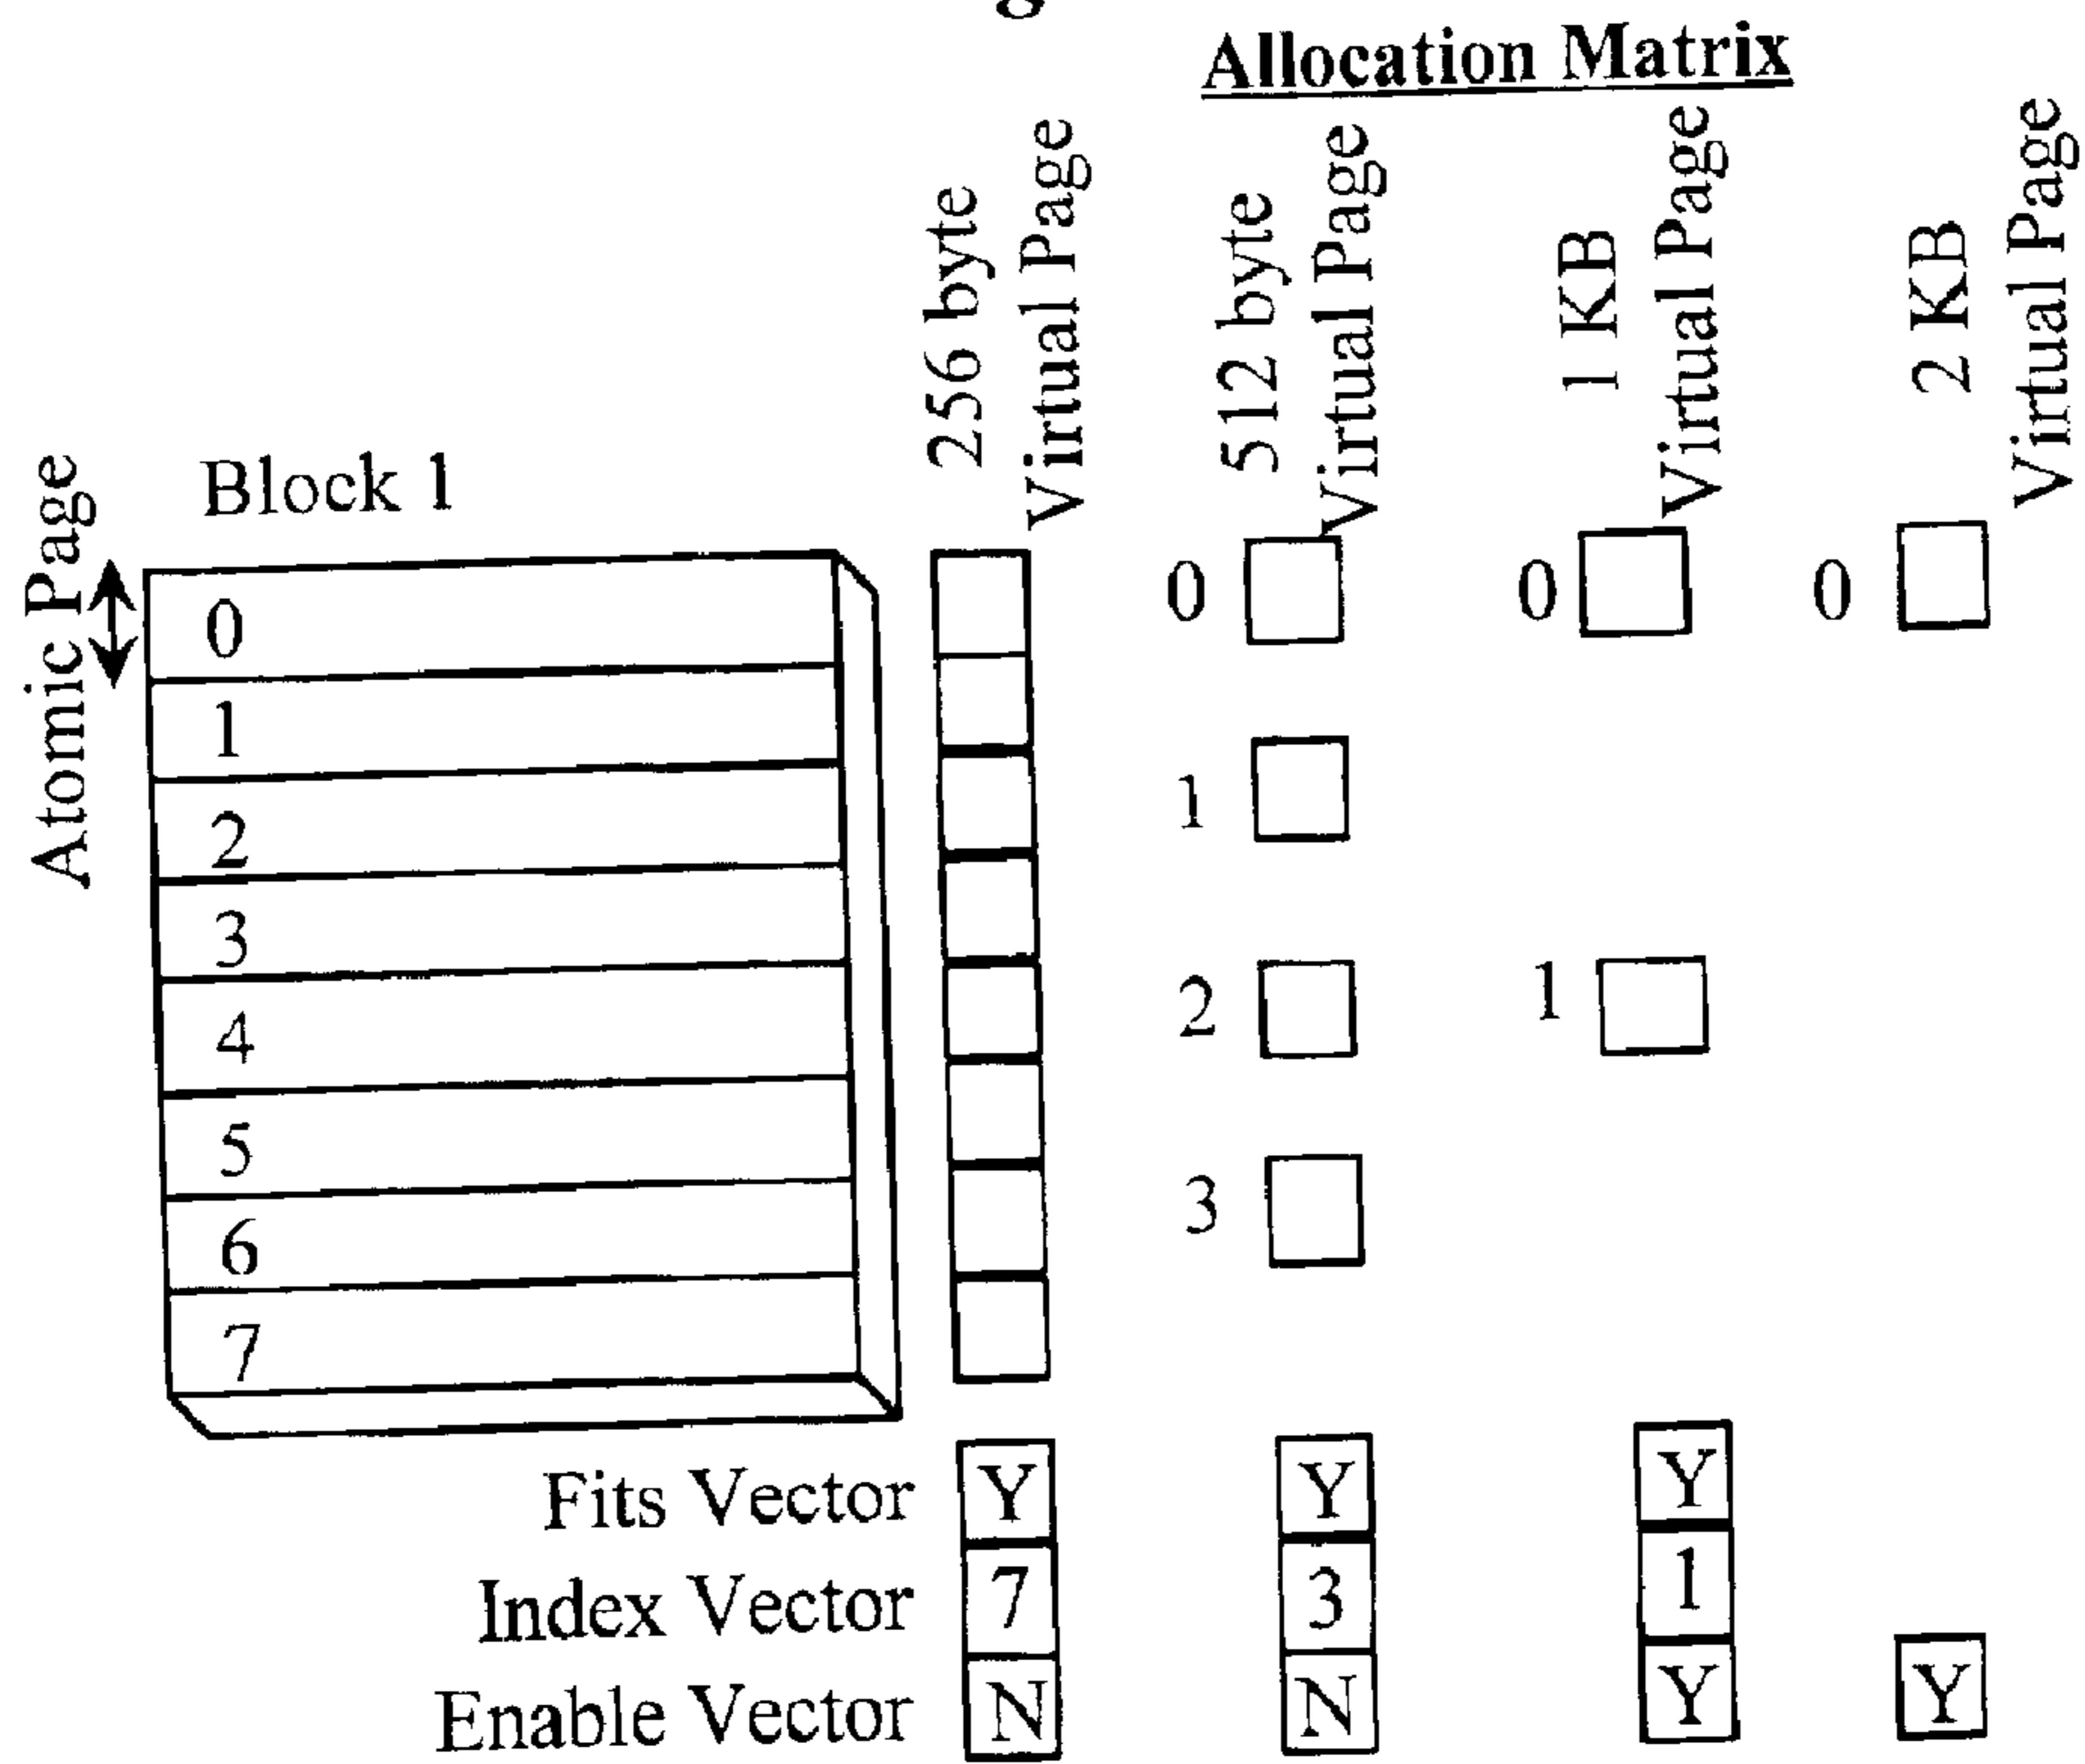 Allocation Matrix
256 byte
Virtual Page
512 byte
Virtual Page
1 KB
Virtual Page
2 KB
Virtual Page
Atomic Page
Block 1
0
1
2
3
4
5
6
7
0
1
2
3
0
1
0
Fits Vector Y Y Y
Index Vector 7 3 1
Enable Vector N N Y Y